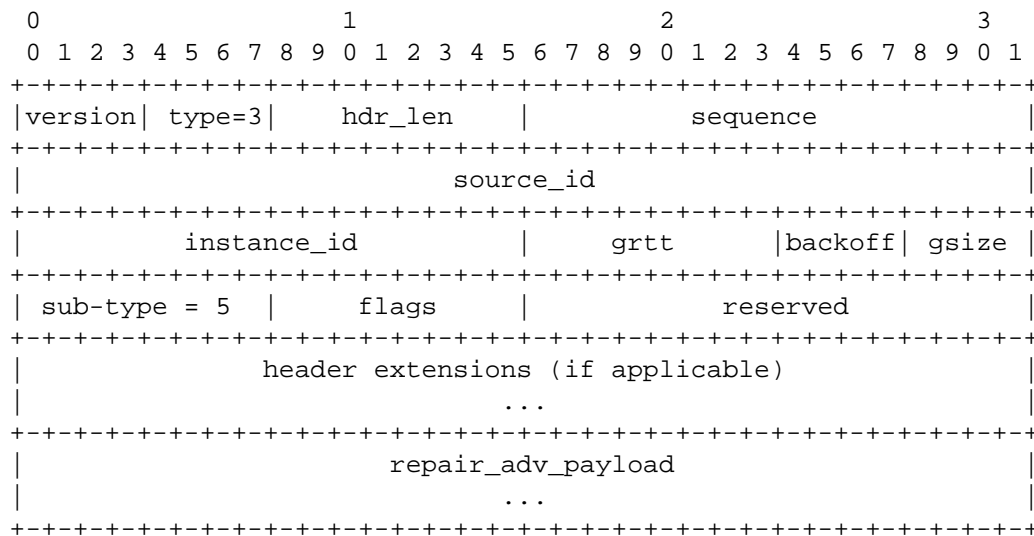 0                   1                   2                   3
 0 1 2 3 4 5 6 7 8 9 0 1 2 3 4 5 6 7 8 9 0 1 2 3 4 5 6 7 8 9 0 1
+-+-+-+-+-+-+-+-+-+-+-+-+-+-+-+-+-+-+-+-+-+-+-+-+-+-+-+-+-+-+-+-+
|version| type=3|    hdr_len    |          sequence             |
+-+-+-+-+-+-+-+-+-+-+-+-+-+-+-+-+-+-+-+-+-+-+-+-+-+-+-+-+-+-+-+-+
|                           source_id                           |
+-+-+-+-+-+-+-+-+-+-+-+-+-+-+-+-+-+-+-+-+-+-+-+-+-+-+-+-+-+-+-+-+
|          instance_id          |     grtt      |backoff| gsize |
+-+-+-+-+-+-+-+-+-+-+-+-+-+-+-+-+-+-+-+-+-+-+-+-+-+-+-+-+-+-+-+-+
| sub-type = 5  |     flags     |            reserved           |
+-+-+-+-+-+-+-+-+-+-+-+-+-+-+-+-+-+-+-+-+-+-+-+-+-+-+-+-+-+-+-+-+
|               header extensions (if applicable)               |
|                              ...                              |
+-+-+-+-+-+-+-+-+-+-+-+-+-+-+-+-+-+-+-+-+-+-+-+-+-+-+-+-+-+-+-+-+
|                       repair_adv_payload                      |
|                              ...                              |
+-+-+-+-+-+-+-+-+-+-+-+-+-+-+-+-+-+-+-+-+-+-+-+-+-+-+-+-+-+-+-+-+